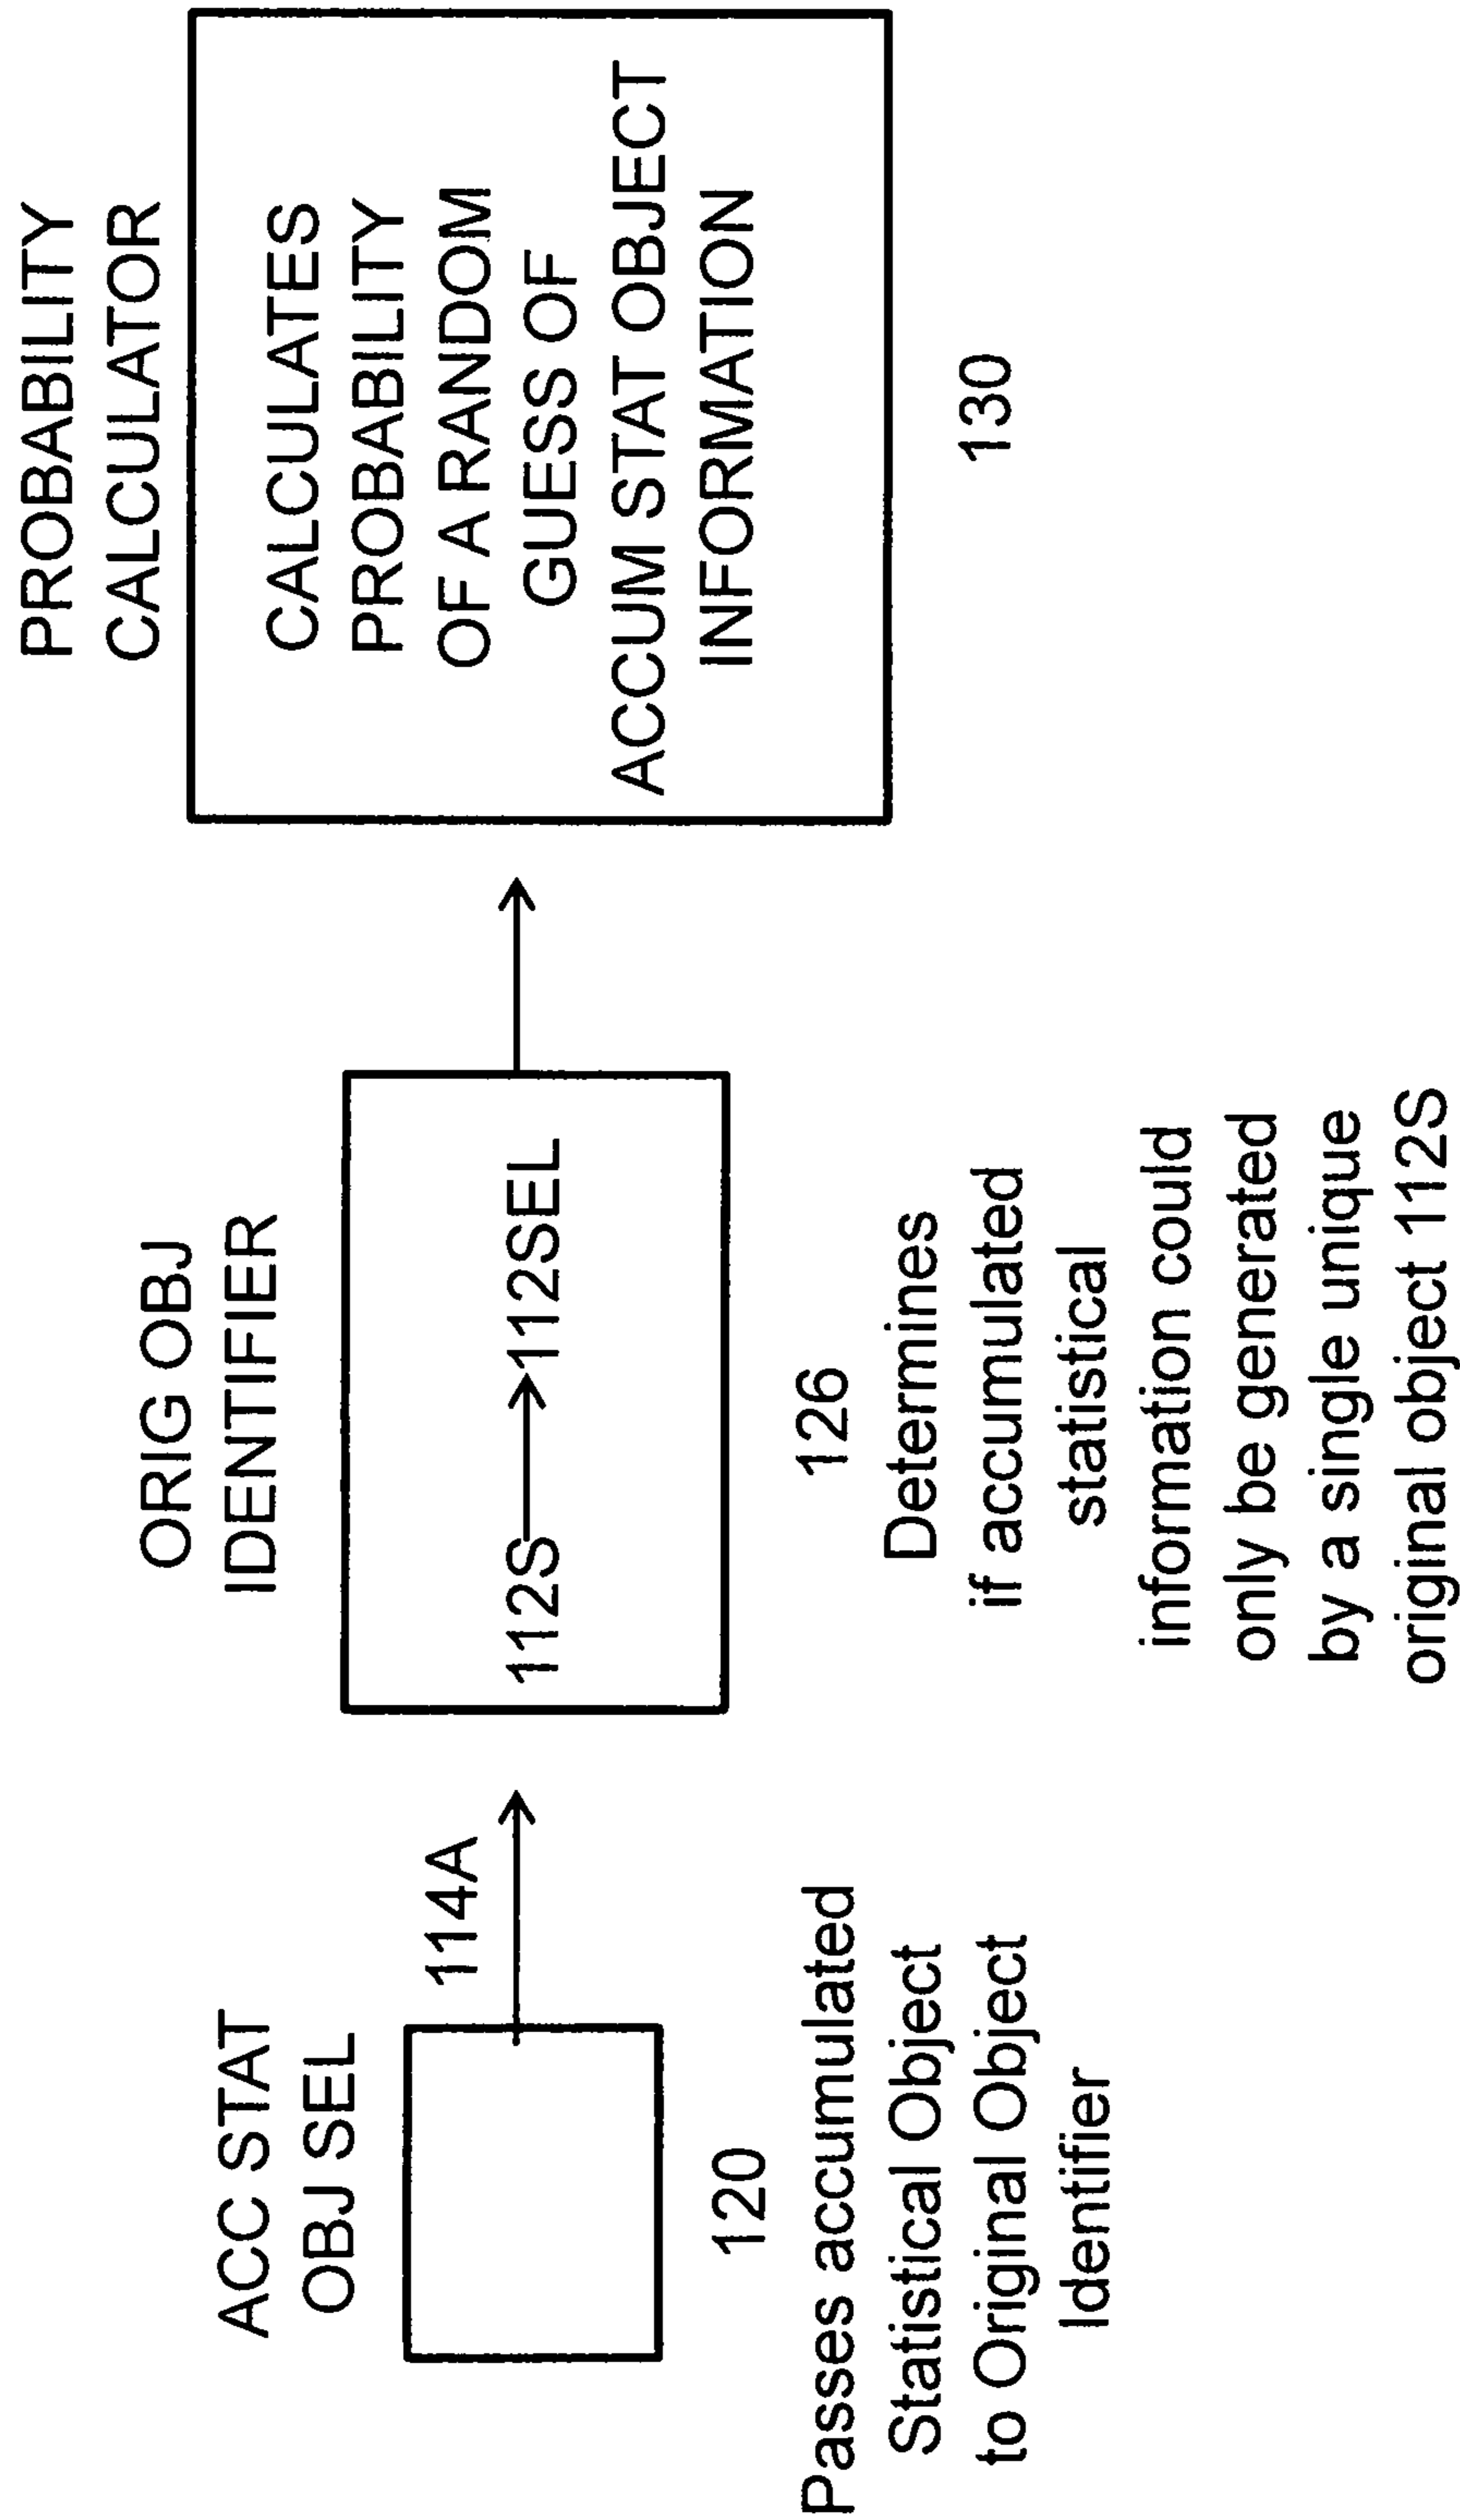 ACC STAT
OBJ SEL
114A
120
Passes accumulated
Statistical Object
to Original Object
Identifier
ORIG OBJ
IDENTIFIER
112S 112SEL
126
Determines
if accumulated
statistical
information could
only be generated
by a single unique
original object 112S
PROBABILITY
CALCULATOR
CALCULATES
PROBABILITY
OF A RANDOM
GUESS OF
ACCUM STAT OBJECT
INFORMATION
130